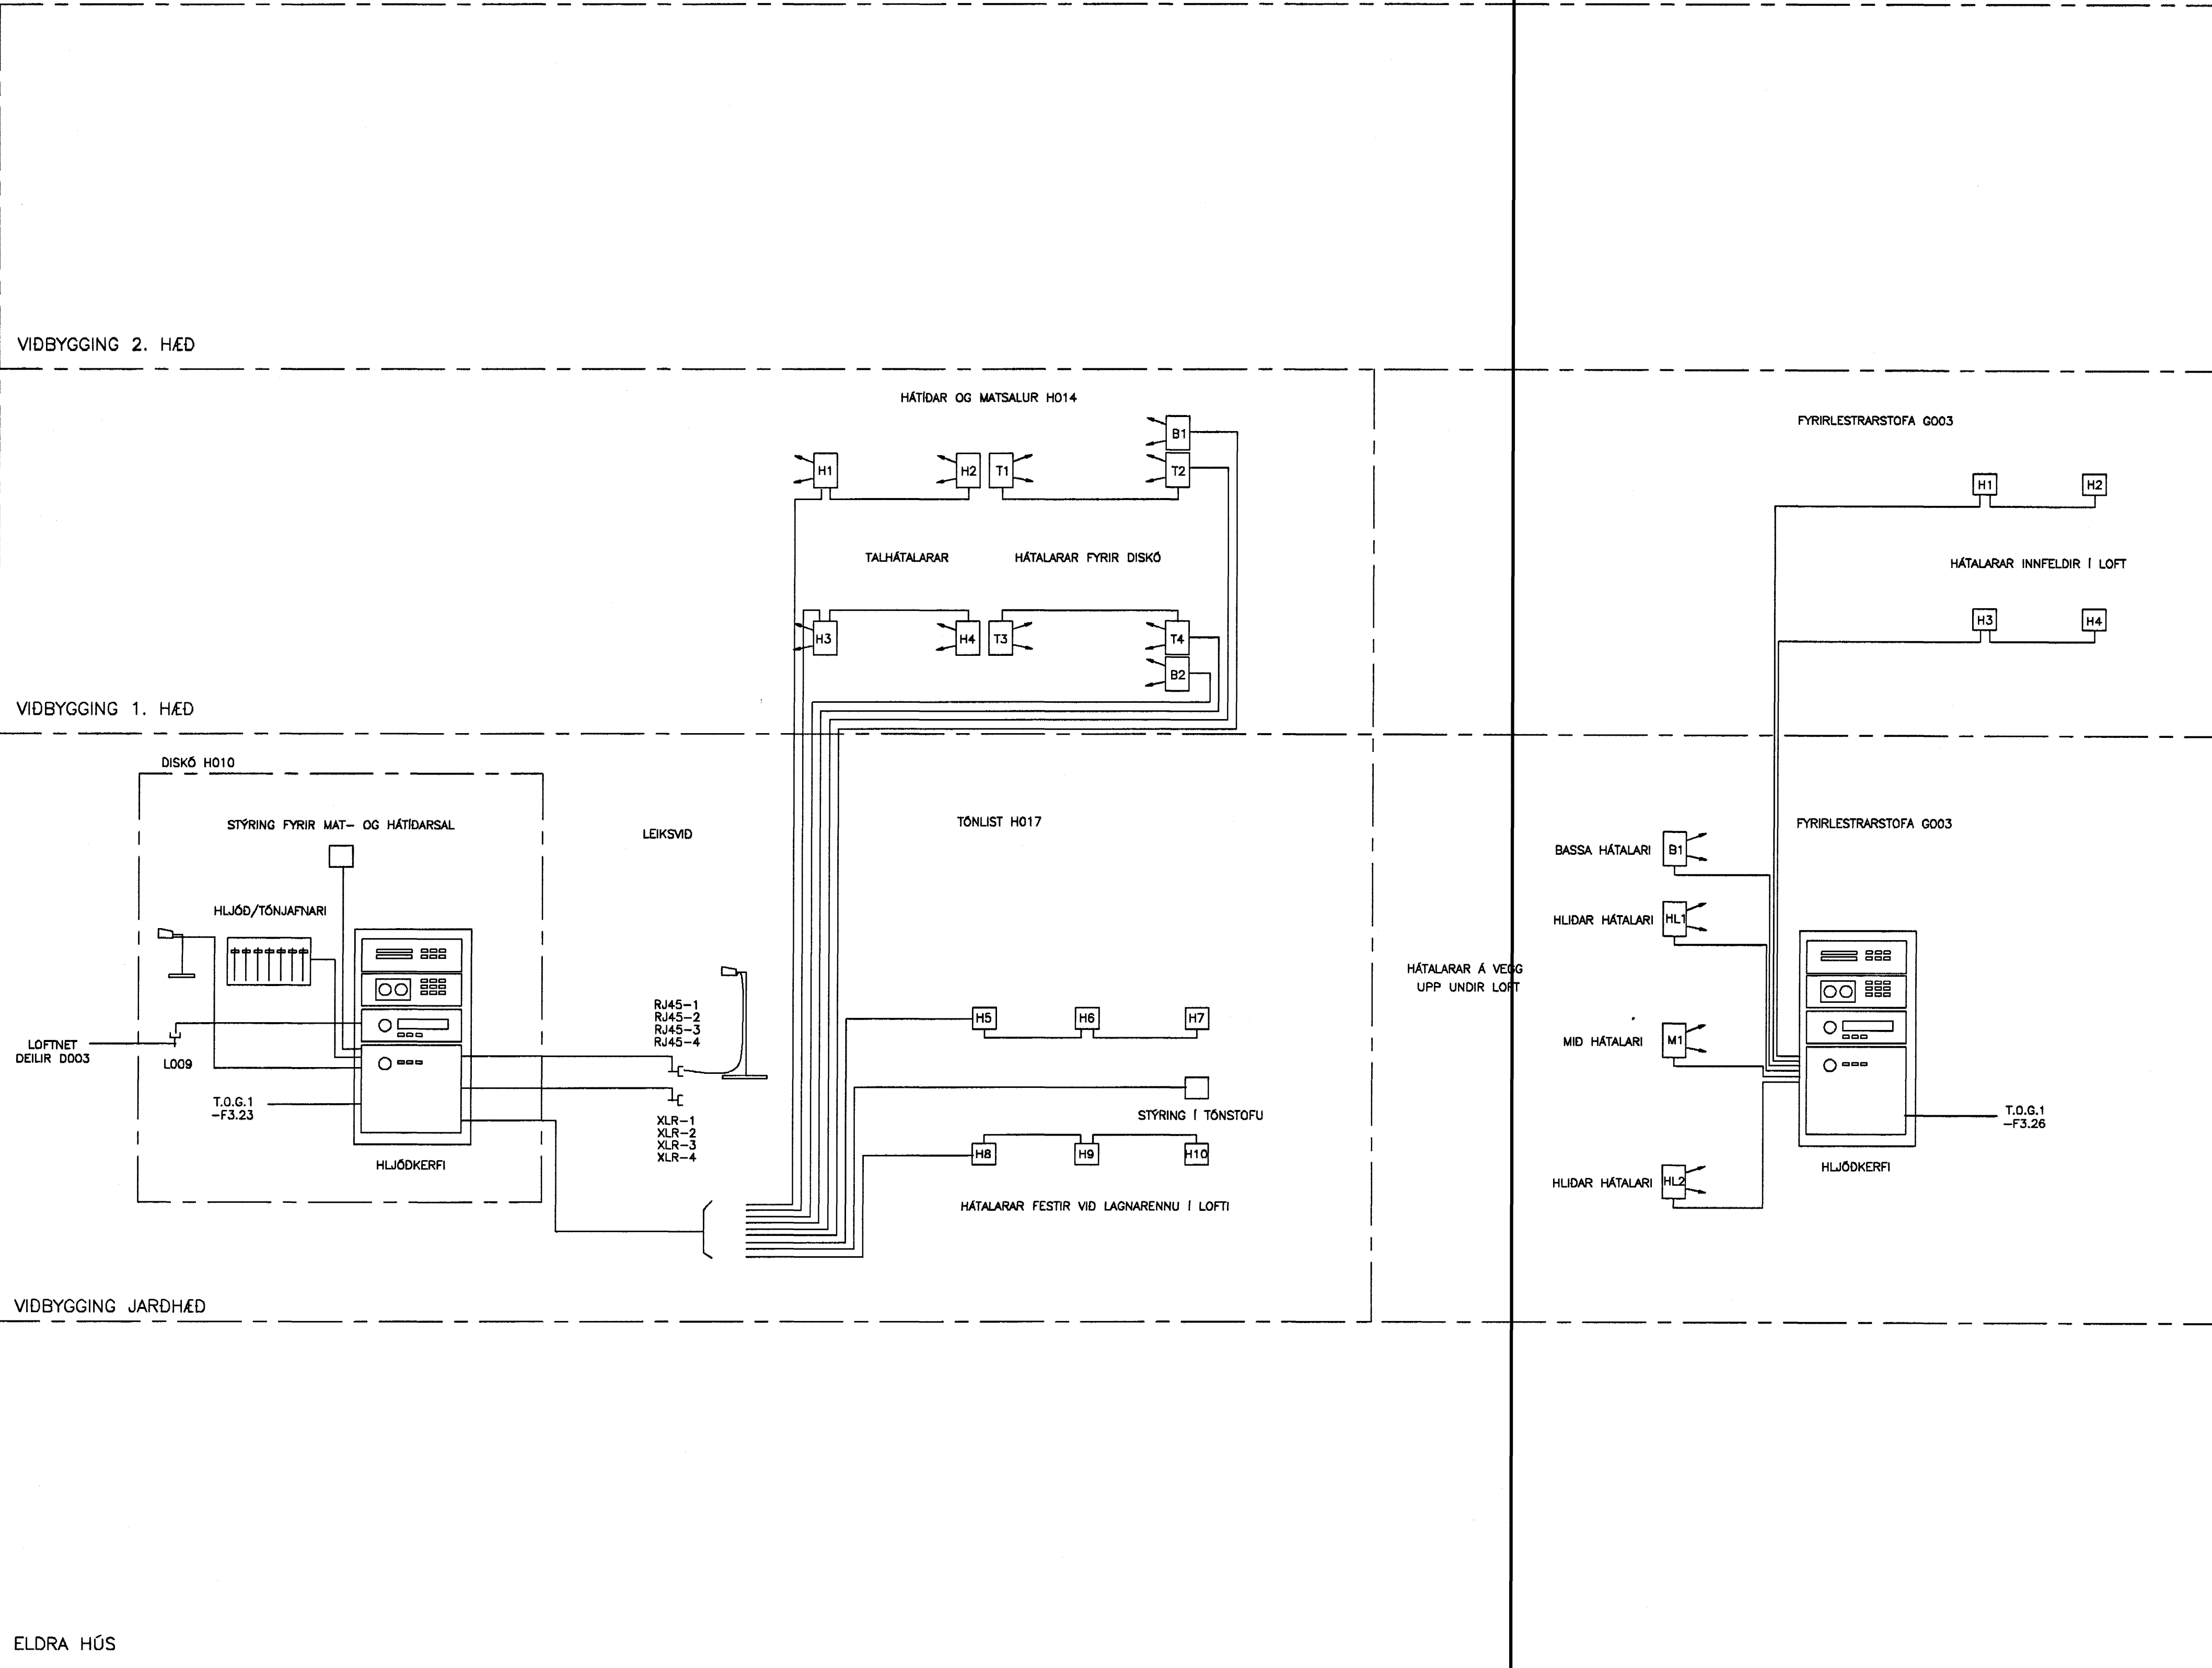 VIÐBYGGING 2. HÆÐ
HÁTÍÐAR OG MATSALUR H014
B1
H1
H2
T1
T2
TALHÁTALARAR
HÁTALARAR FYRIR DISKÓ
H3
H4
T3
T4
B2
FYRIRLESTRARSTOFA G003
H1
H2
HÁTALARAR INNFELDIR Í LOFT
H3
H4
VIÐBYGGING 1. HÆÐ
DISKÓ H010
STÝRING FYRIR MAT- OG HÁTÍÐARSAL
HLJÓÐ/TÓNJAFNARI
LOFTNET
DEILIR D003
L009
T.O.G.1
-F3.23
HLJÓÐKERFI
LEIKSVIÐ
RJ45-1
RJ45-2
RJ45-3
RJ45-4
XLR-1
XLR-2
XLR-3
XLR-4
TÓNLIST H017
H5
H6
H7
STÝRING Í TÓNSTOFU
H8
H9
H10
HÁTALARAR FESTIR VIÐ LAGNARENNU Í LOFTI
HÁTALARAR Á VEGG
UPP UNDIR LOFT
FYRIRLESTRARSTOFA G003
BASSA HÁTALARI
B1
HLIÐAR HÁTALARI
HL1
MIÐ HÁTALARI
M1
HLIÐAR HÁTALARI
HL2
T.O.G.1
-F3.26
HLJÓÐKERFI
VIÐBYGGING JARÐHÆÐ
ELDRA HÚS